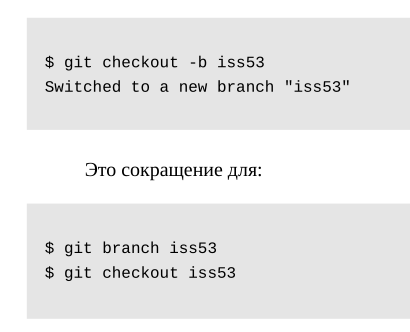 $ git checkout -b iss53
Switched to a new branch "iss53"
Это сокращение для:
$ git branch iss53
$ git checkout iss53